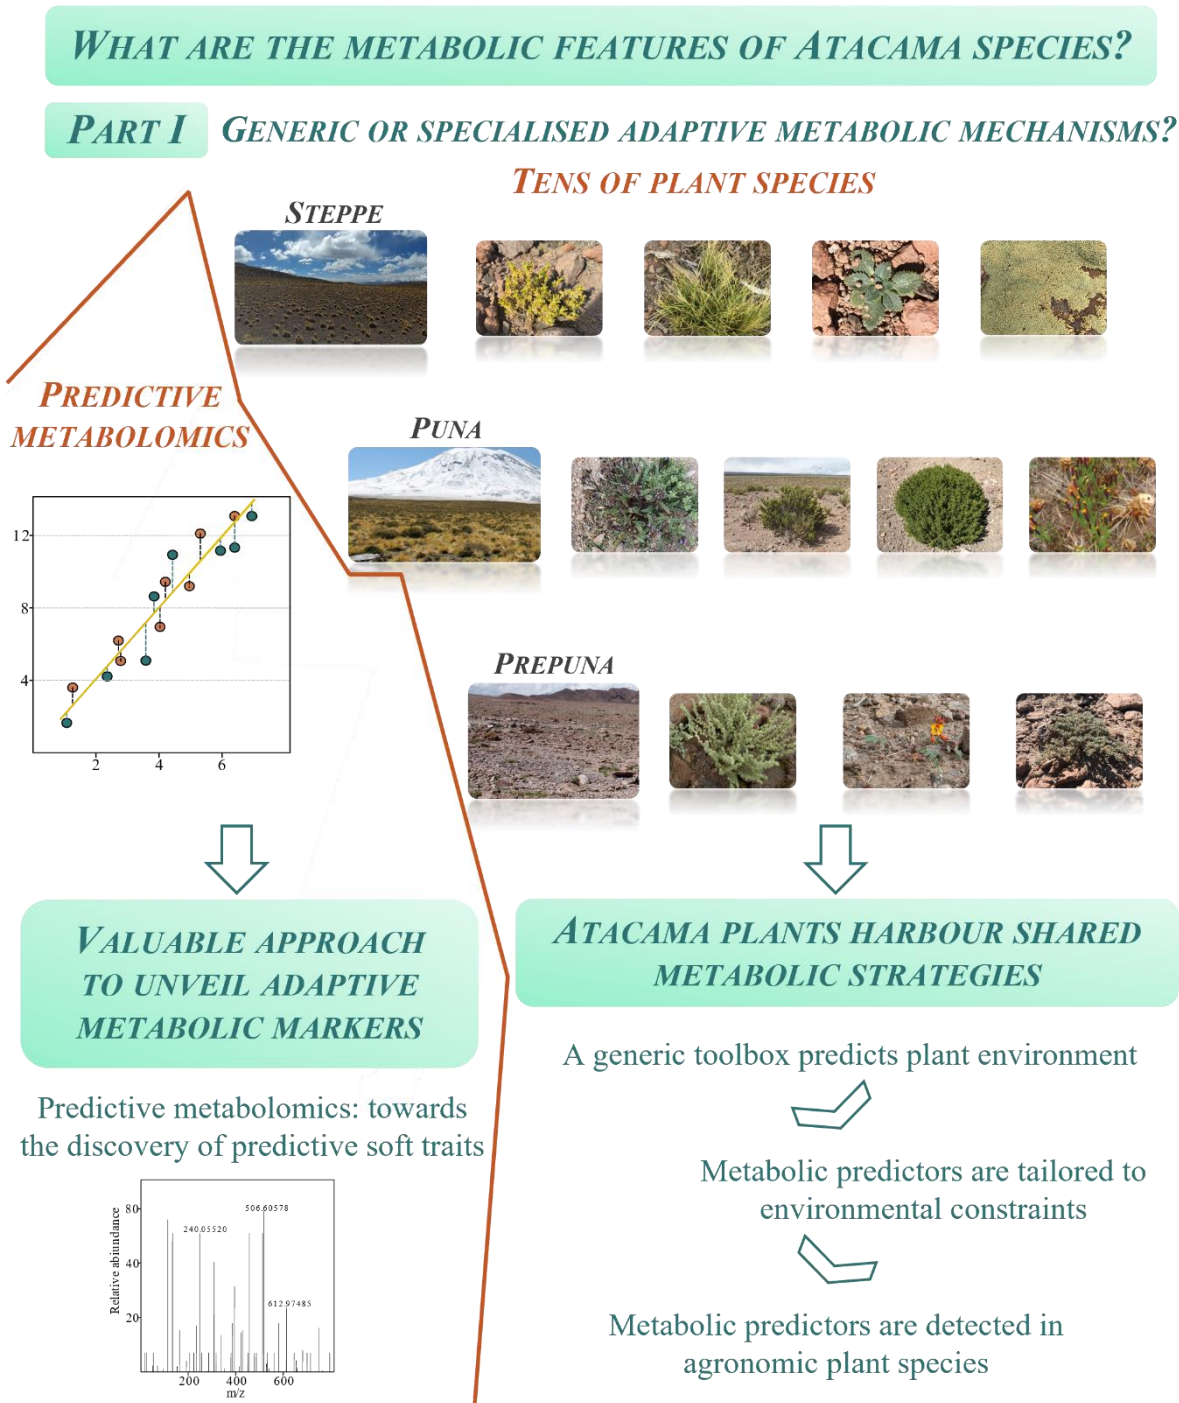 WHAT ARE THE METABOLIC FEATURES OF ATACAMA SPECIES?
PART I
GENERIC OR SPECIALISED ADAPTIVE METABOLIC MECHANISMS?
TENS OF PLANT SPECIES
STEPPE
PREDICTIVE
METABOLOMICS
PUNA
12
8
4
2
4
6
PREPUNA
VALUABLE APPROACH
TO UNVEIL ADAPTIVE
METABOLIC MARKERS
Predictive metabolomics: towards
the discovery of predictive soft traits
Relative abiundance
80
40
20
506.60578
240.05520
612.97485
200
400
600
m/z
ATACAMA PLANTS HARBOUR SHARED
METABOLIC STRATEGIES
A generic toolbox predicts plant environment
Metabolic predictors are tailored to
environmental constraints
Metabolic predictors are detected in
agronomic plant species